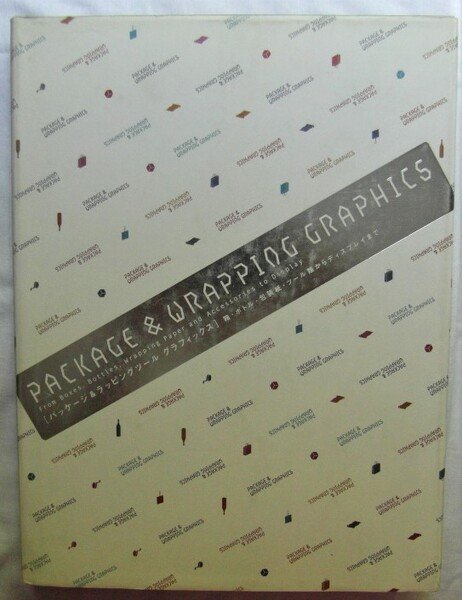 PACKAGE & WRAPPING GRAPHICS
From Boxes, Bottles, Wrapping Paper and Accessories to Display
[パッケージ&ラッピングツール グラフィックス] 箱・ボトル・包装紙・シール類からディスプレイまで
PACKAGE &
WRAPPING GRAPHICS